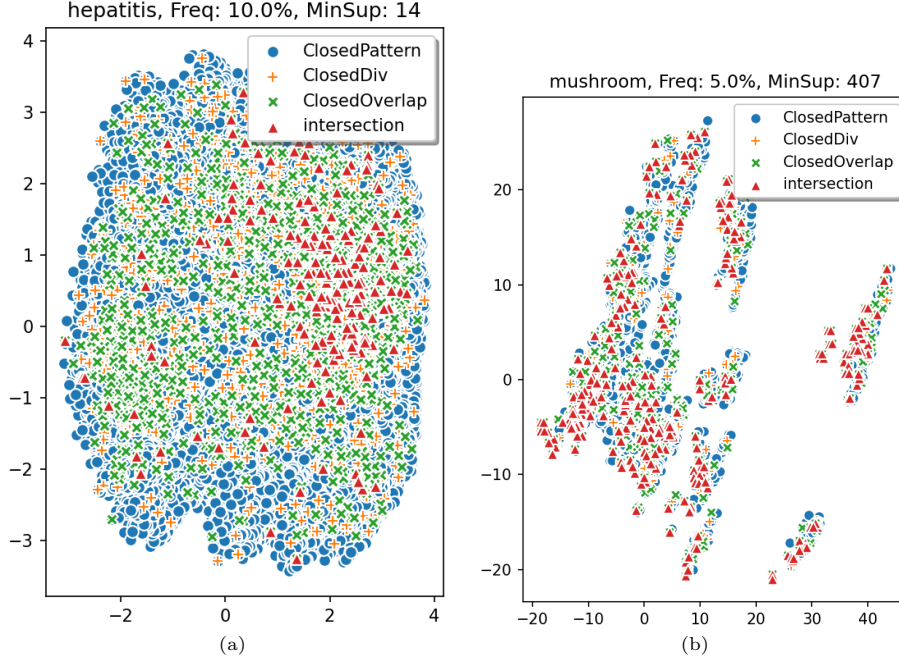 hepatitis, Freq: 10.0%, MinSup: 14
ClosedPattern
ClosedDiv
ClosedOverlap
intersection
4
3
2
1
0
−1
−2
−3
−2
0
2
4
(a)
mushroom, Freq: 5.0%, MinSup: 407
ClosedPattern
ClosedDiv
ClosedOverlap
intersection
20
10
0
−10
−20
−20
−10
0
10
20
30
40
(b)